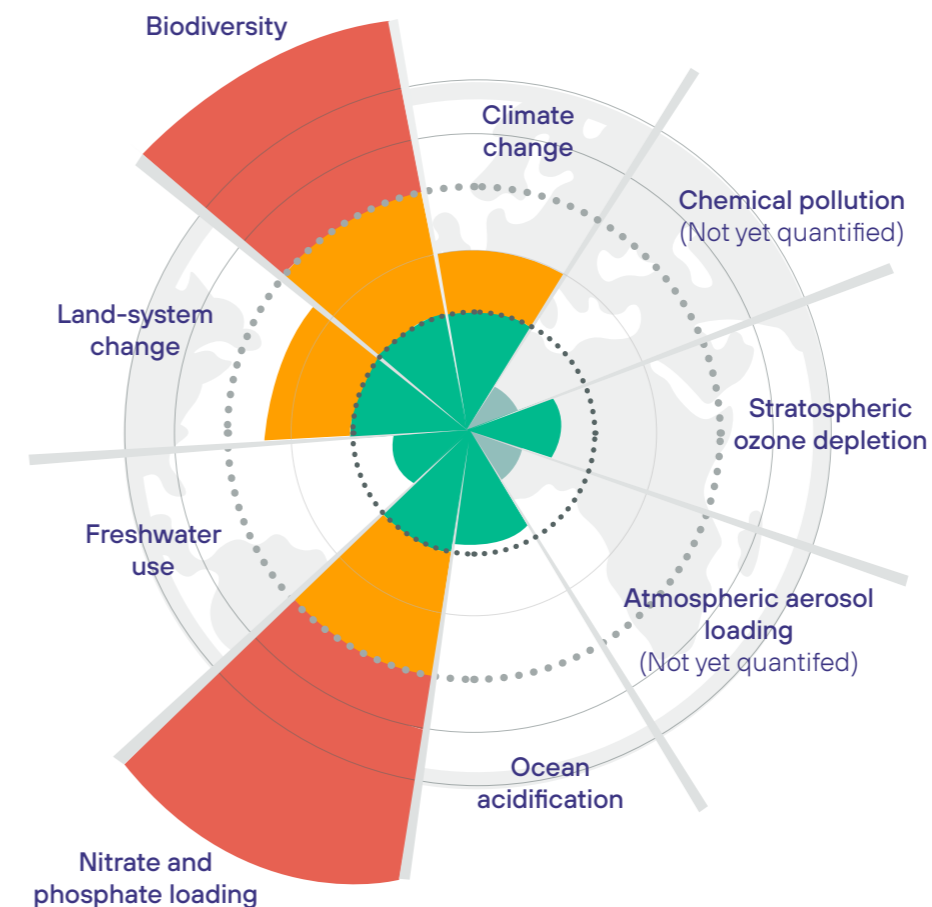 Biodiversity
Climate
change
Chemical pollution
(Not yet quantified)
Land-system
change
Stratospheric
ozone depletion
Freshwater
use
Atmospheric aerosol
loading
(Not yet quantifed)
Ocean
acidification
Nitrate and
phosphate loading